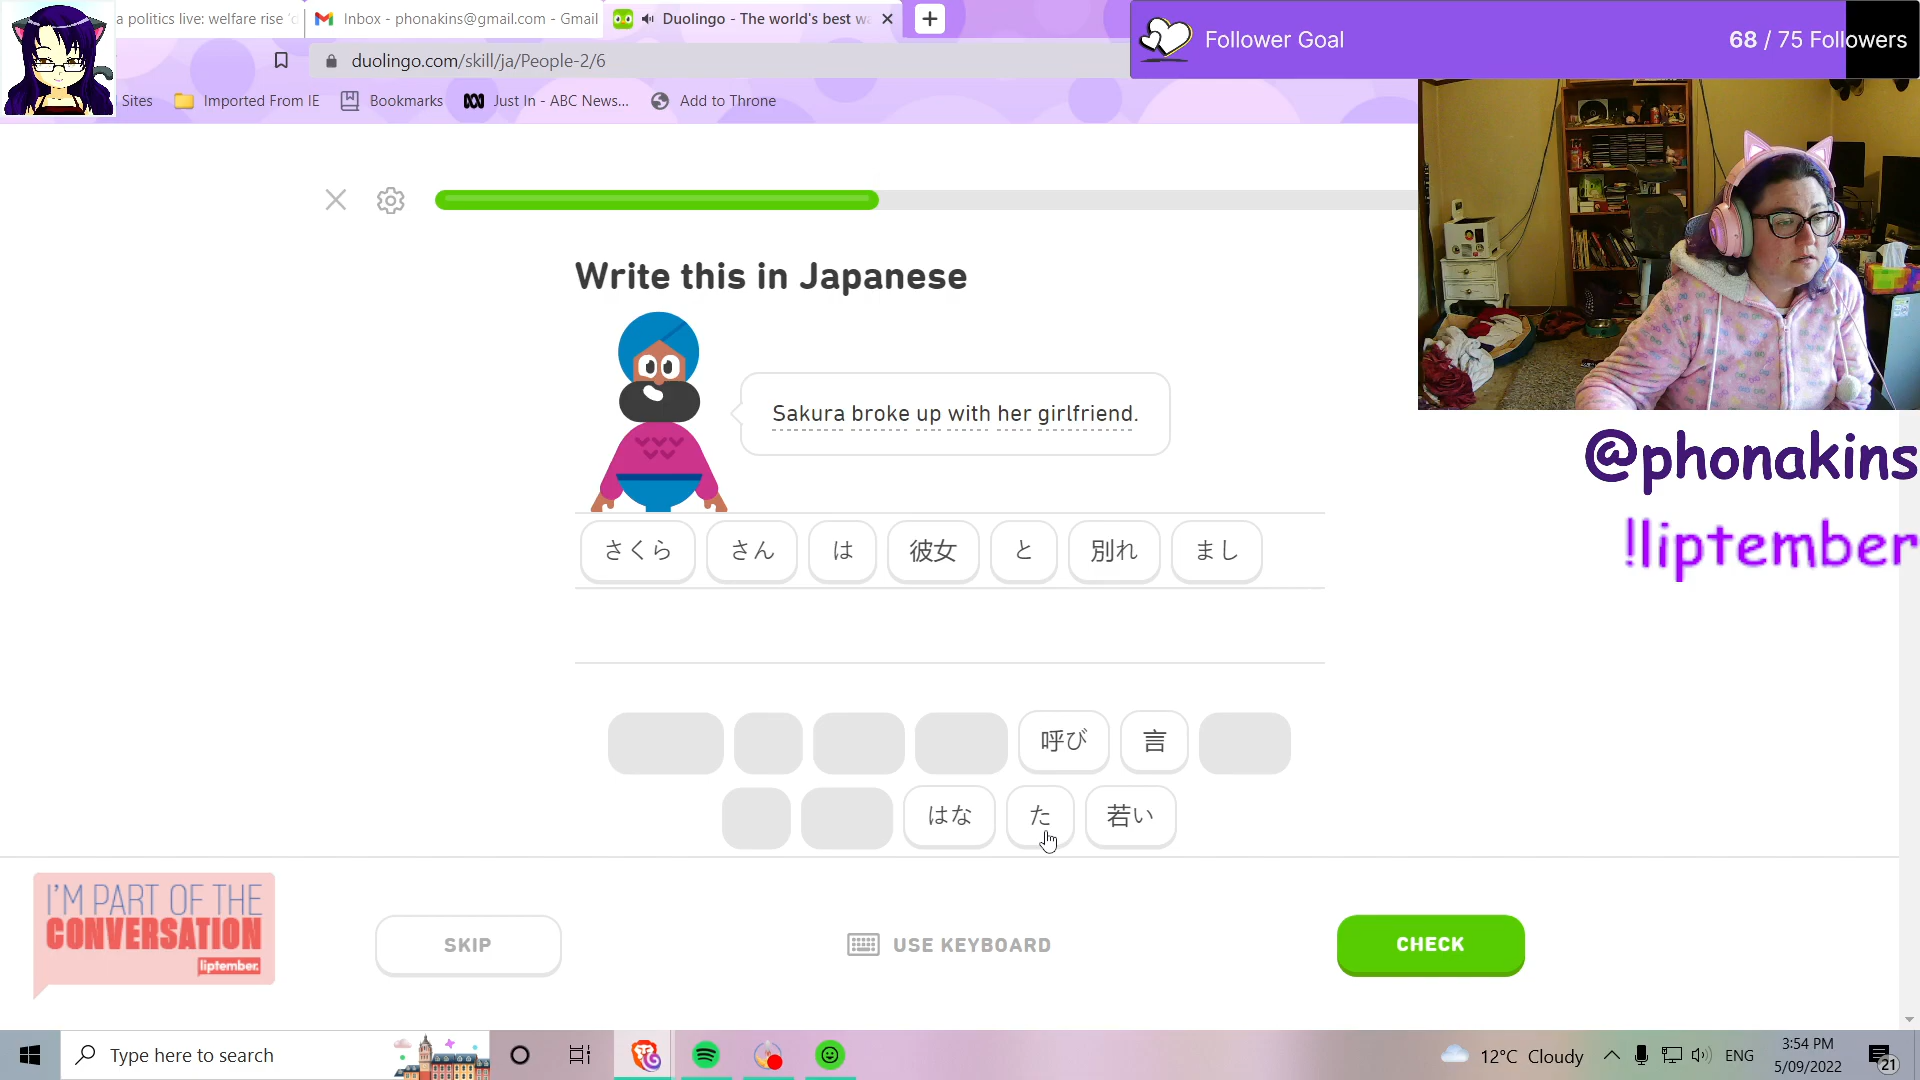 a politics live: welfare rise
Inbox - phonakins@gmail.com - Gmail
Duolingo - The world's best wa
duolingo.com/skill/ja/People-2/6
Sites
Imported From IE
Bookmarks
Just In - ABC News...
Add to Throne
Follower Goal
68 / 75 Followers
Write this in Japanese
Sakura broke up with her girlfriend.
さくら さん は 彼女 と 別れ まし
呼び 言
はな た 若い
@phonakins
!liptember
I'M PART OF THE
CONVERSATION
liptember.
SKIP
USE KEYBOARD
CHECK
Type here to search
12°C Cloudy
ENG
3:54 PM
5/09/2022
21